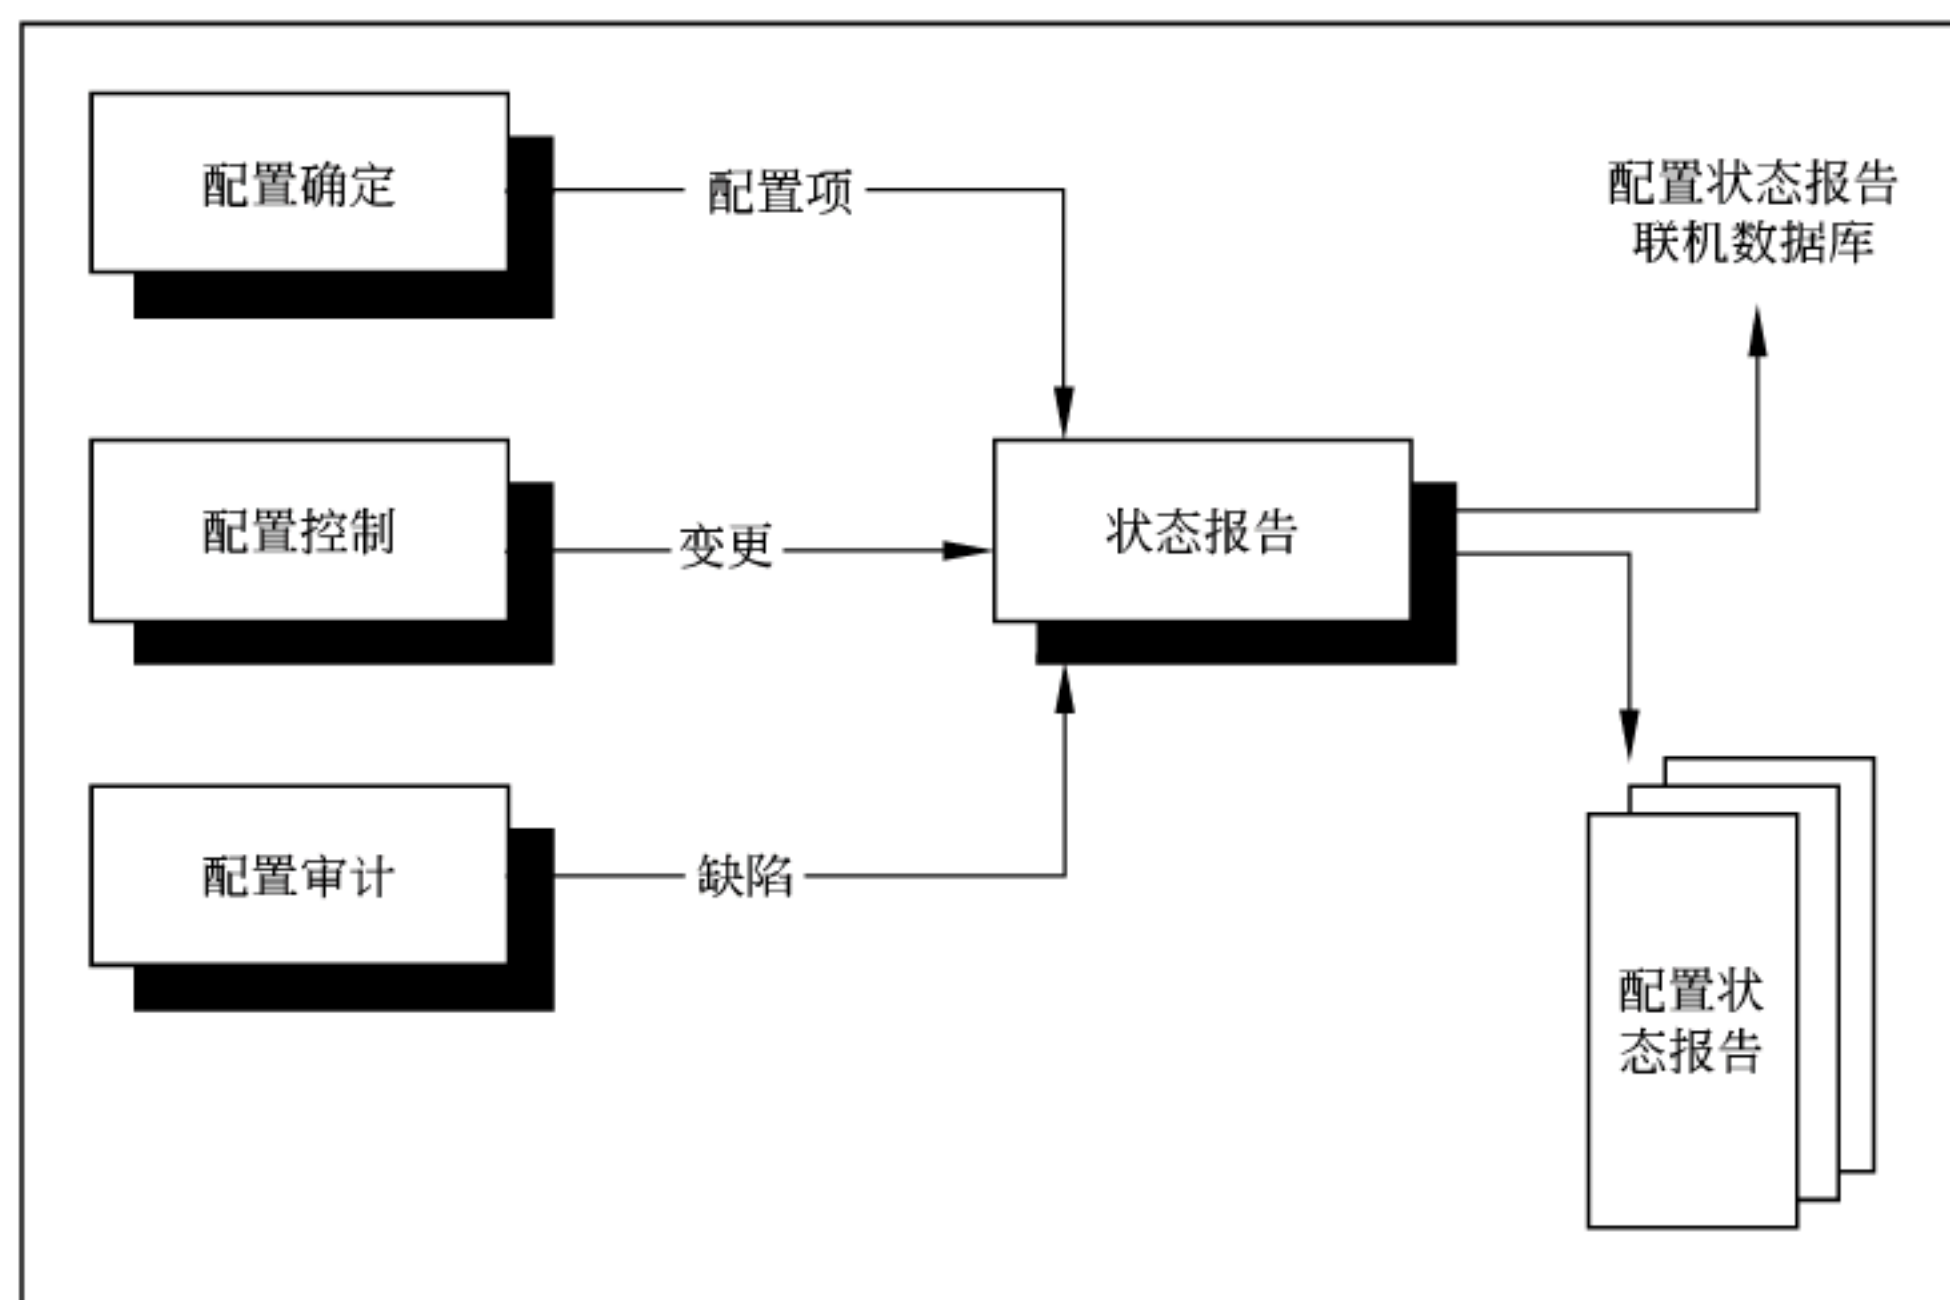 配置确定
配置项
配置状态报告
联机数据库
配置控制
变更
状态报告
配置审计
缺陷
配置状
态报告